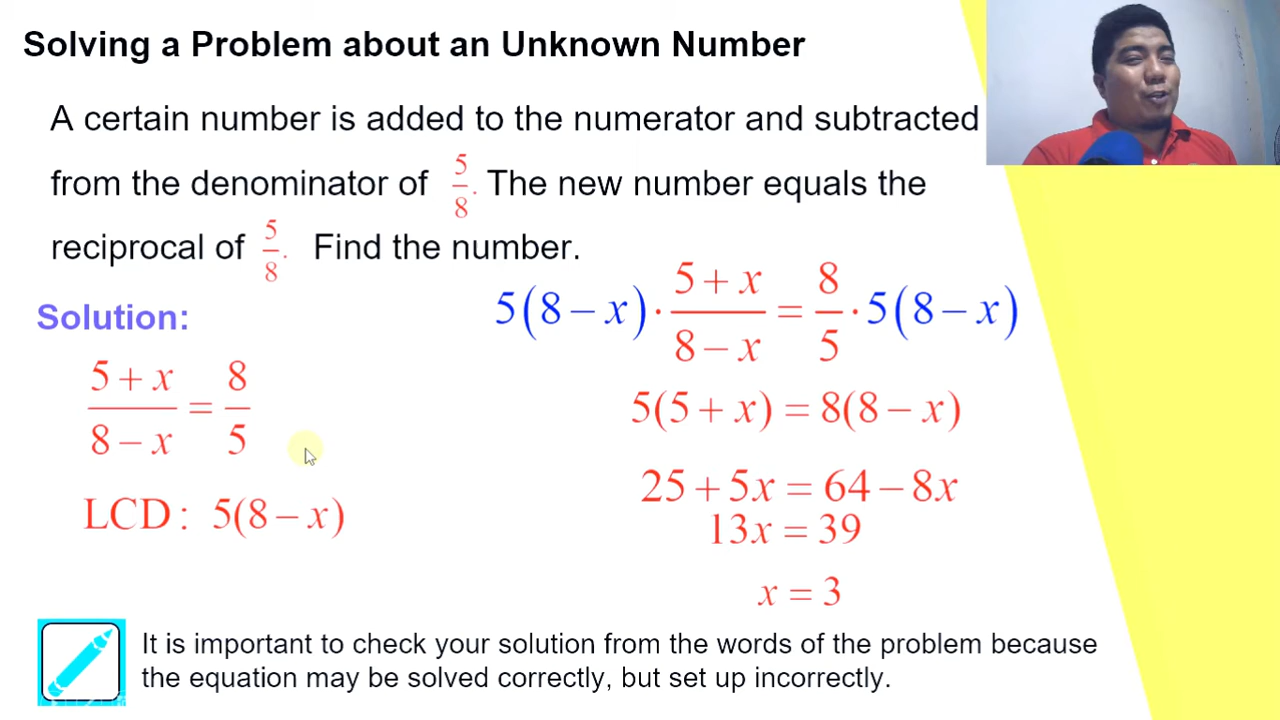 Solving a Problem about an Unknown Number
A certain number is added to the numerator and subtracted
from the denominator of 5/8. The new number equals the
reciprocal of 5/8. Find the number.
Solution:
(5 + x)/(8 − x) = 8/5
LCD: 5(8 − x)
5(8 − x) · (5 + x)/(8 − x) = 8/5 · 5(8 − x)
5(5 + x) = 8(8 − x)
25 + 5x = 64 − 8x
13x = 39
x = 3
It is important to check your solution from the words of the problem because
the equation may be solved correctly, but set up incorrectly.